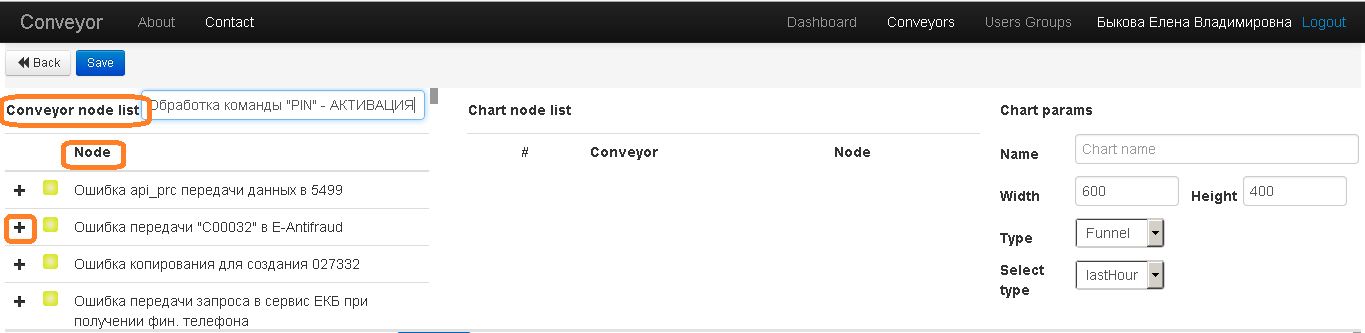 Conveyor About Contact Dashboard Conveyors Users Groups Быкова Елена Владимировна Logout
Back Save
Conveyor node list Обработка команды "PIN" - АКТИВАЦИЯ
Node
Ошибка api_prc передачи данных в 5499
Ошибка передачи "C00032" в E-Antifraud
Ошибка копирования для создания 027332
Ошибка передачи запроса в сервис ЕКБ при
получении фин. телефона
Chart node list
# Conveyor Node
Chart params
Name Chart name
Width 600 Height 400
Type Funnel
Select
type lastHour